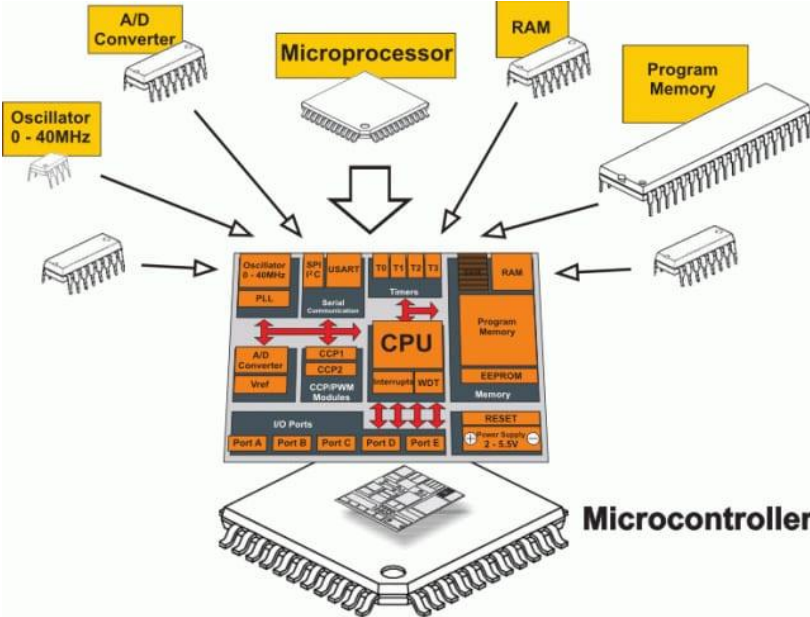 A/D
Converter
Microprocessor
RAM
Program
Memory
Oscillator
0 - 40MHz
Oscillator
0 - 40MHz
PLL
SPI
I²C
USART
Serial
Communication
T0 T1 T2 T3
Timers
RAM
Program
Memory
EEPROM
Memory
A/D
Converter
Vref
CCP1
CCP2
CCP/PWM
Modules
CPU
Interrupts
WDT
I/O Ports
Port A Port B Port C Port D Port E
RESET
Power Supply
2 - 5.5V
Microcontroller